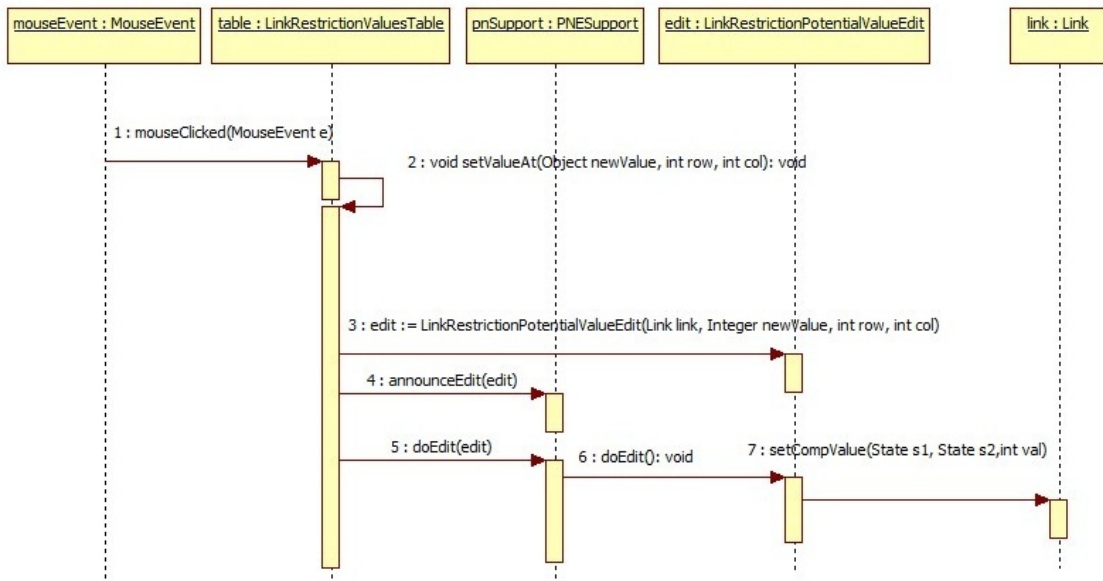 mouseEvent : MouseEvent
table : LinkRestrictionValuesTable
pnSupport : PNESupport
edit : LinkRestrictionPotentialValueEdit
link : Link
1 : mouseClicked(MouseEvent e)
2 : void setValueAt(Object newValue, int row, int col): void
3 : edit := LinkRestrictionPotentialValueEdit(Link link, Integer newValue, int row, int col)
4 : announceEdit(edit)
5 : doEdit(edit)
6 : doEdit(): void
7 : setCompValue(State s1, State s2,int val)